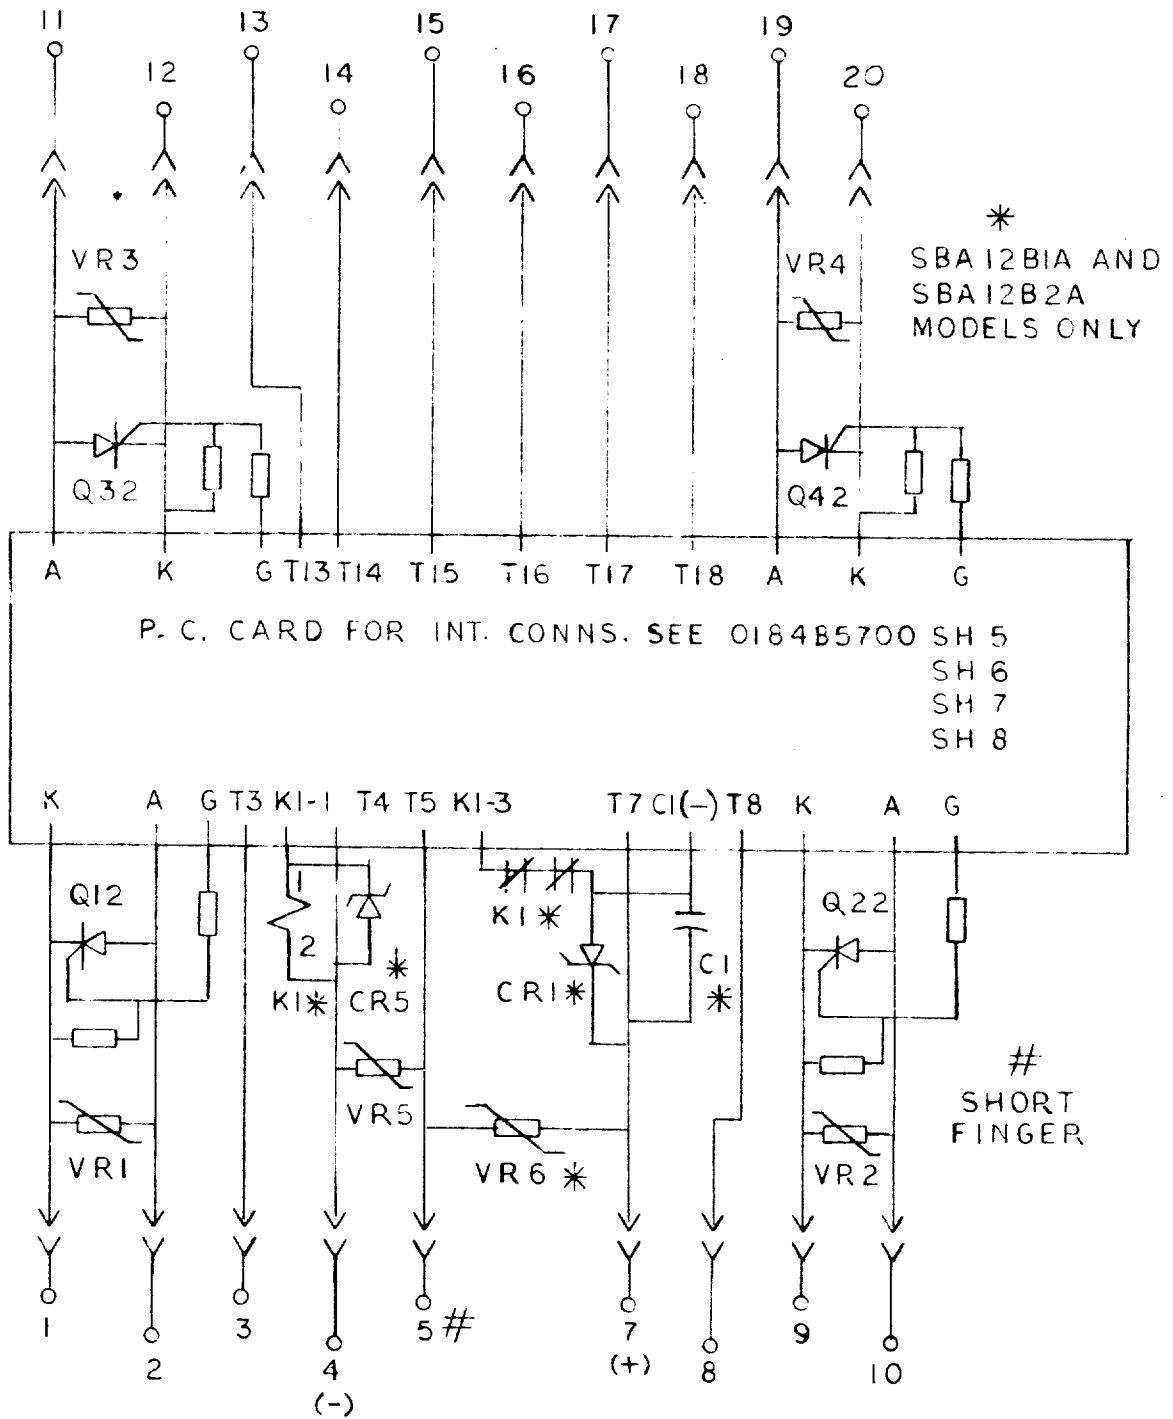 11 13 15 17 19
12 14 16 18 20
*
VR3 VR4 SBA12B1A AND
SBA12B2A
MODELS ONLY
Q32 Q42
A K G T13 T14 T15 T16 T17 T18 A K G
P. C. CARD FOR INT. CONNS. SEE 0184B5700 SH 5
SH 6
SH 7
SH 8
K A G T3 K1-1 T4 T5 K1-3 T7 C1(-) T8 K A G
1
Q12 Q22
K1*
2
C1
*
K1* CR5 * CR1*
#
VR5 SHORT
FINGER
VR1 VR6 * VR2
1 3 5# 7 9
(+)
2 4 8 10
(-)